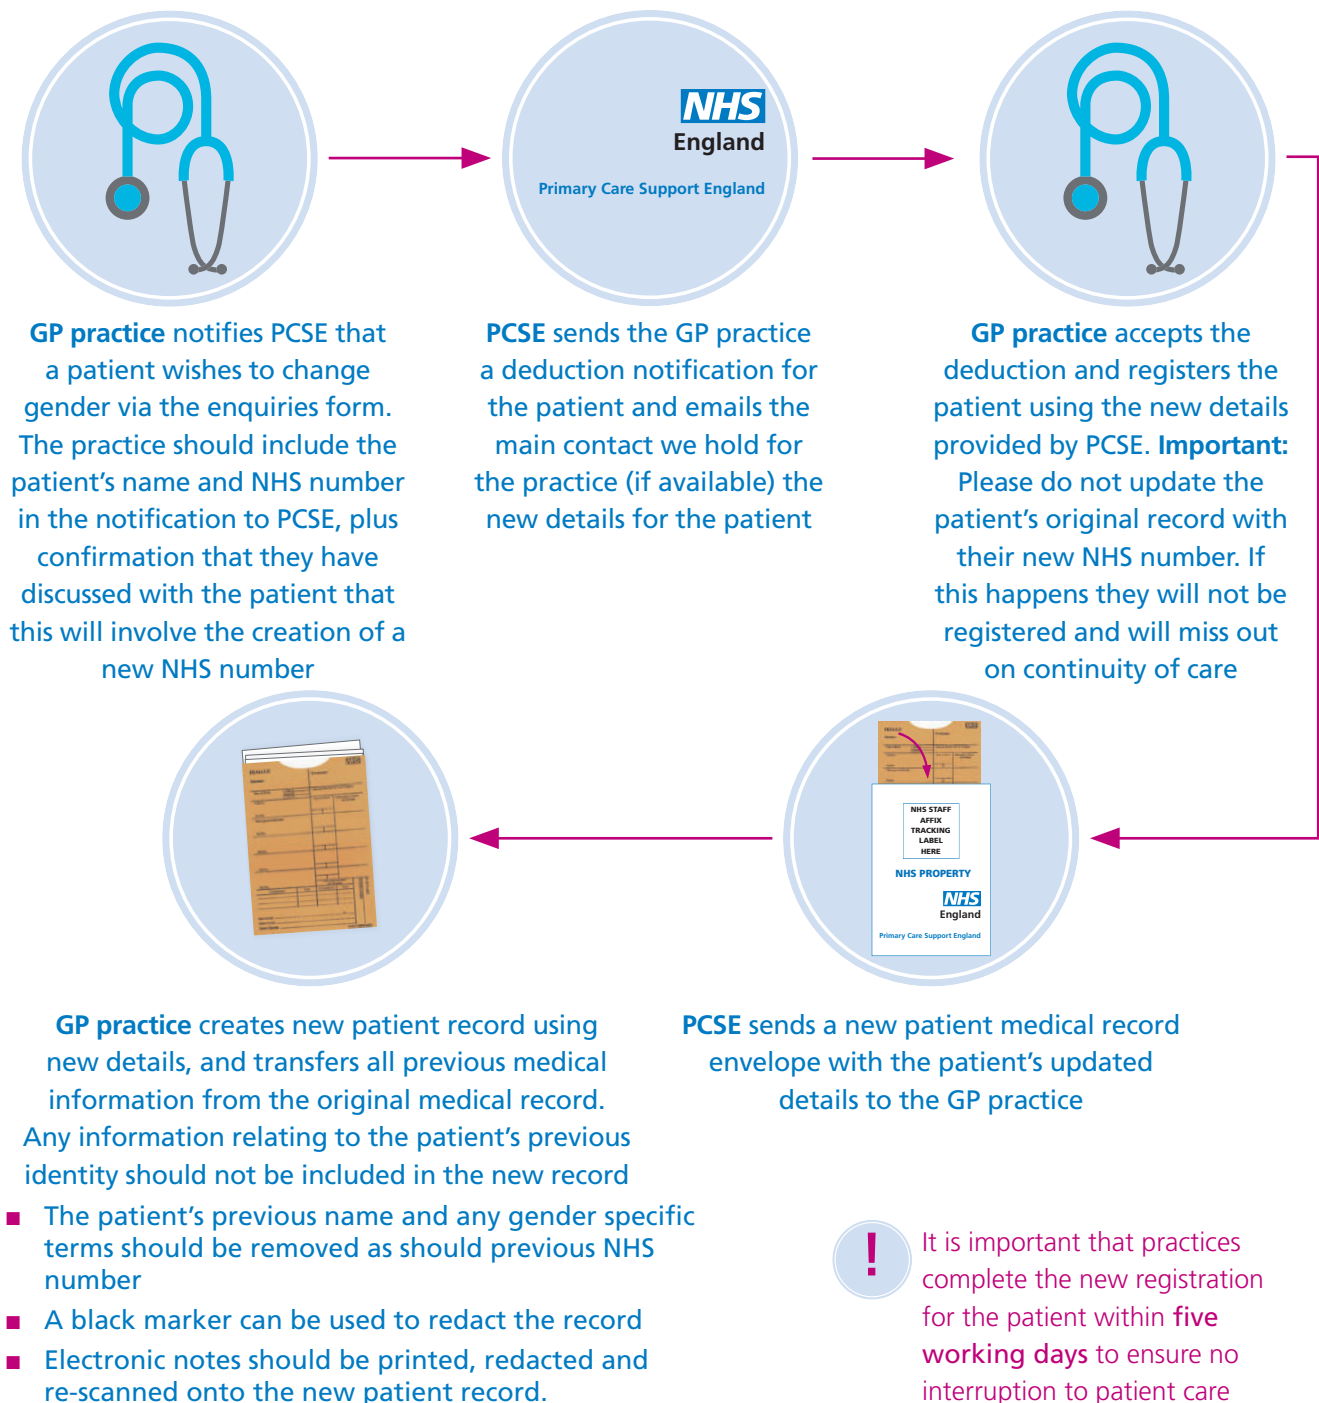 NHS
England
Primary Care Support England
GP practice notifies PCSE that
a patient wishes to change
gender via the enquiries form.
The practice should include the
patient’s name and NHS number
in the notification to PCSE, plus
confirmation that they have
discussed with the patient that
this will involve the creation of a
new NHS number
PCSE sends the GP practice
a deduction notification for
the patient and emails the
main contact we hold for
the practice (if available) the
new details for the patient
GP practice accepts the
deduction and registers the
patient using the new details
provided by PCSE. Important:
Please do not update the
patient’s original record with
their new NHS number. If
this happens they will not be
registered and will miss out
on continuity of care
NHS STAFF
AFFIX
TRACKING
LABEL
HERE
NHS PROPERTY
NHS
England
Primary Care Support England
GP practice creates new patient record using
new details, and transfers all previous medical
information from the original medical record.
Any information relating to the patient’s previous
identity should not be included in the new record
■ The patient’s previous name and any gender specific
terms should be removed as should previous NHS
number
■ A black marker can be used to redact the record
■ Electronic notes should be printed, redacted and
re-scanned onto the new patient record.
PCSE sends a new patient medical record
envelope with the patient’s updated
details to the GP practice
!
It is important that practices
complete the new registration
for the patient within five
working days to ensure no
interruption to patient care